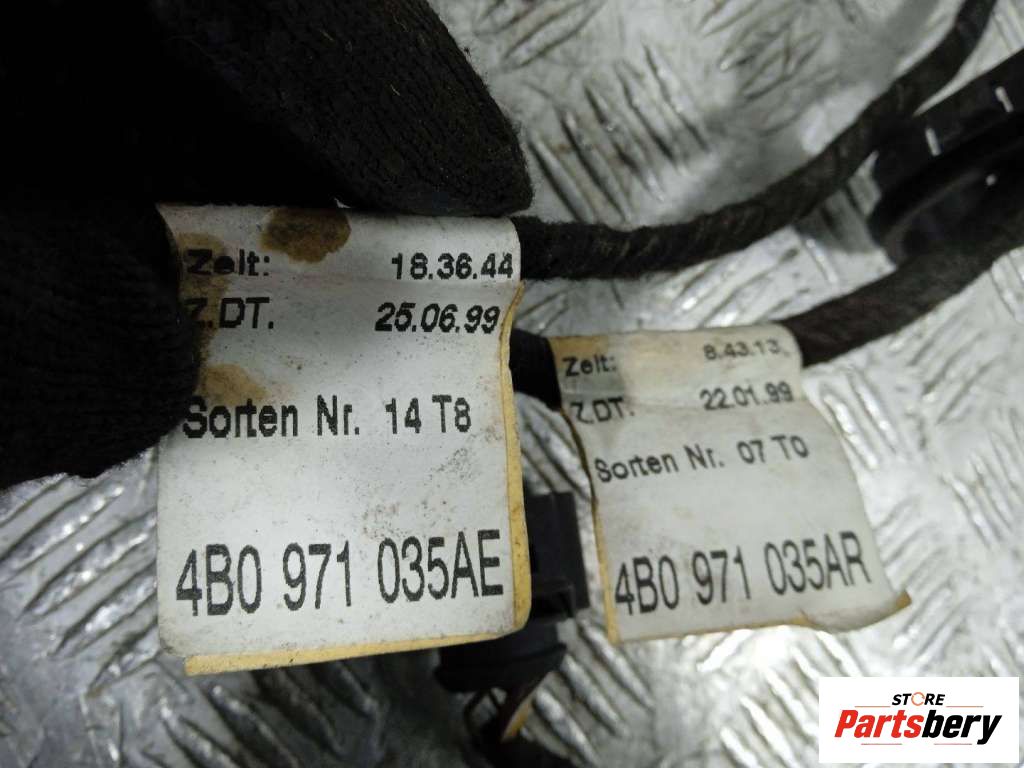 Zeit: 18.36.44
Z.DT. 25.06.99
Sorten Nr. 14 T8
4B0 971 035AE
Zeit: 8.43.13
Z.DT. 22.01.99
Sorten Nr. 07 T0
4B0 971 035AR
STORE
Partsbery